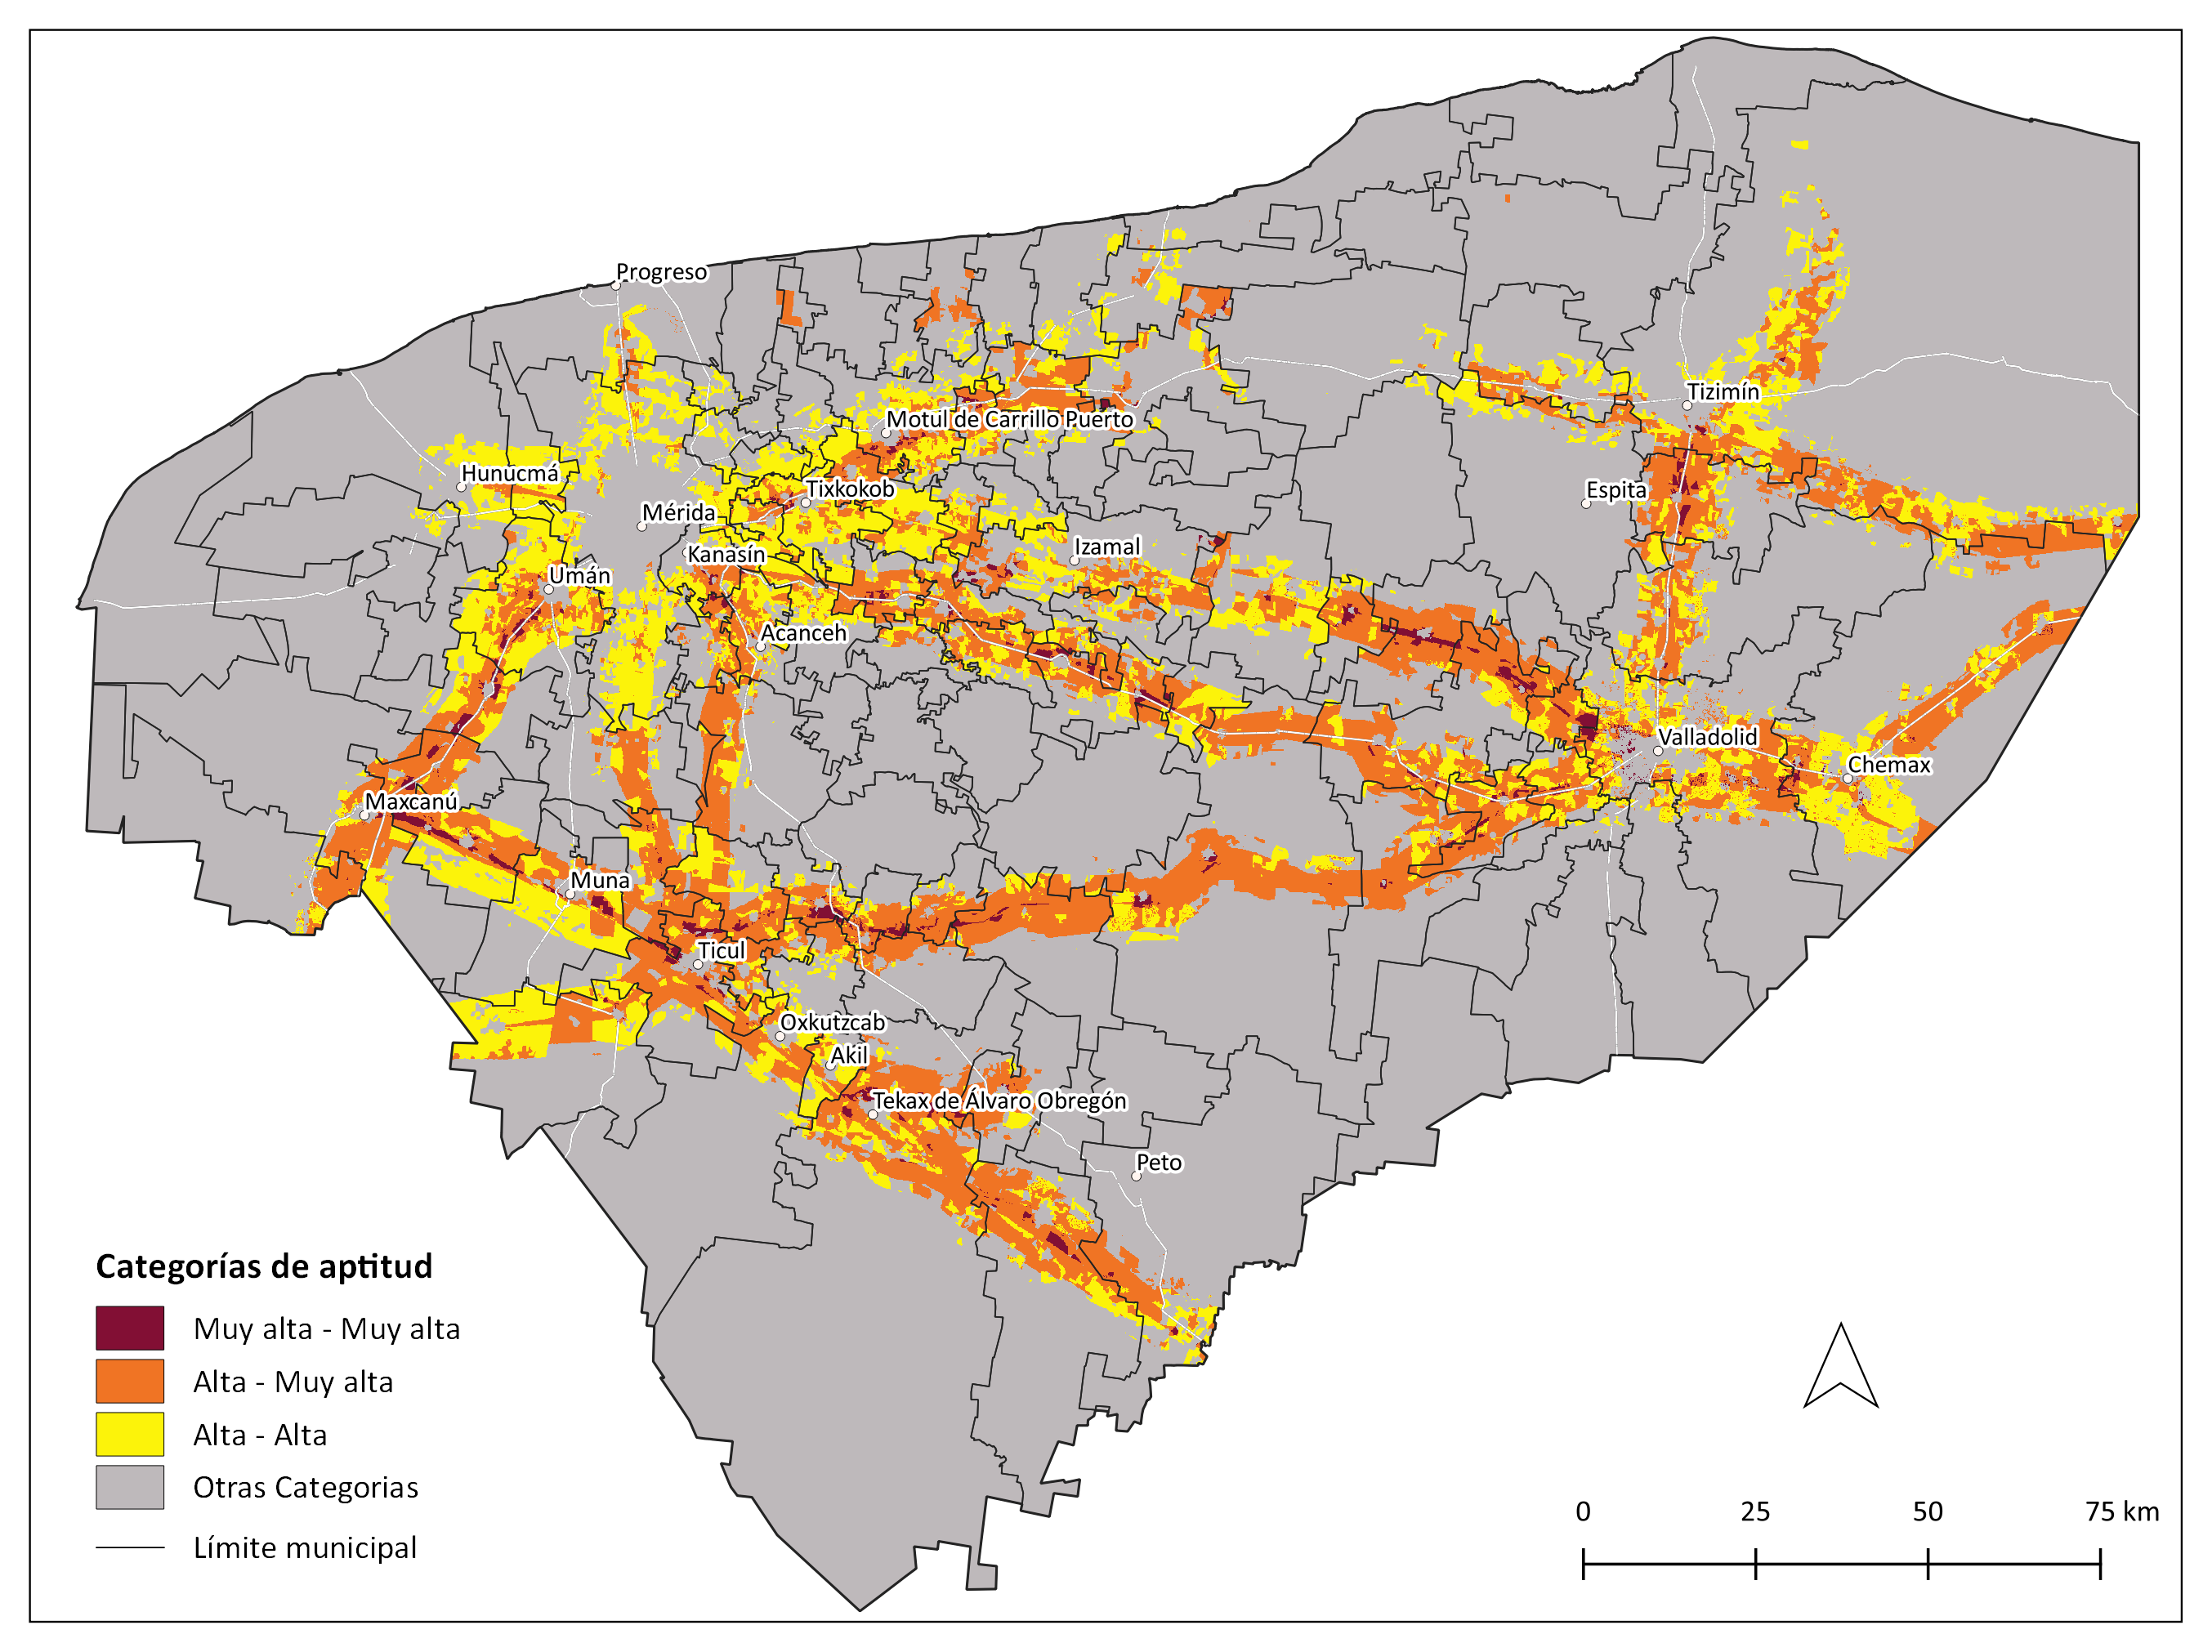 Progreso
Tizimín
Motul de Carrillo Puerto
Hunucmá
Tixkokob
Espita
Mérida
Kanasín
Izamal
Umán
Acanceh
Valladolid
Chemax
Maxcanú
Muna
Ticul
Oxkutzcab
Akil
Tekax de Álvaro Obregón
Peto
Categorías de aptitud
Muy alta - Muy alta
Alta - Muy alta
Alta - Alta
Otras Categorias
Límite municipal
0 25 50 75 km